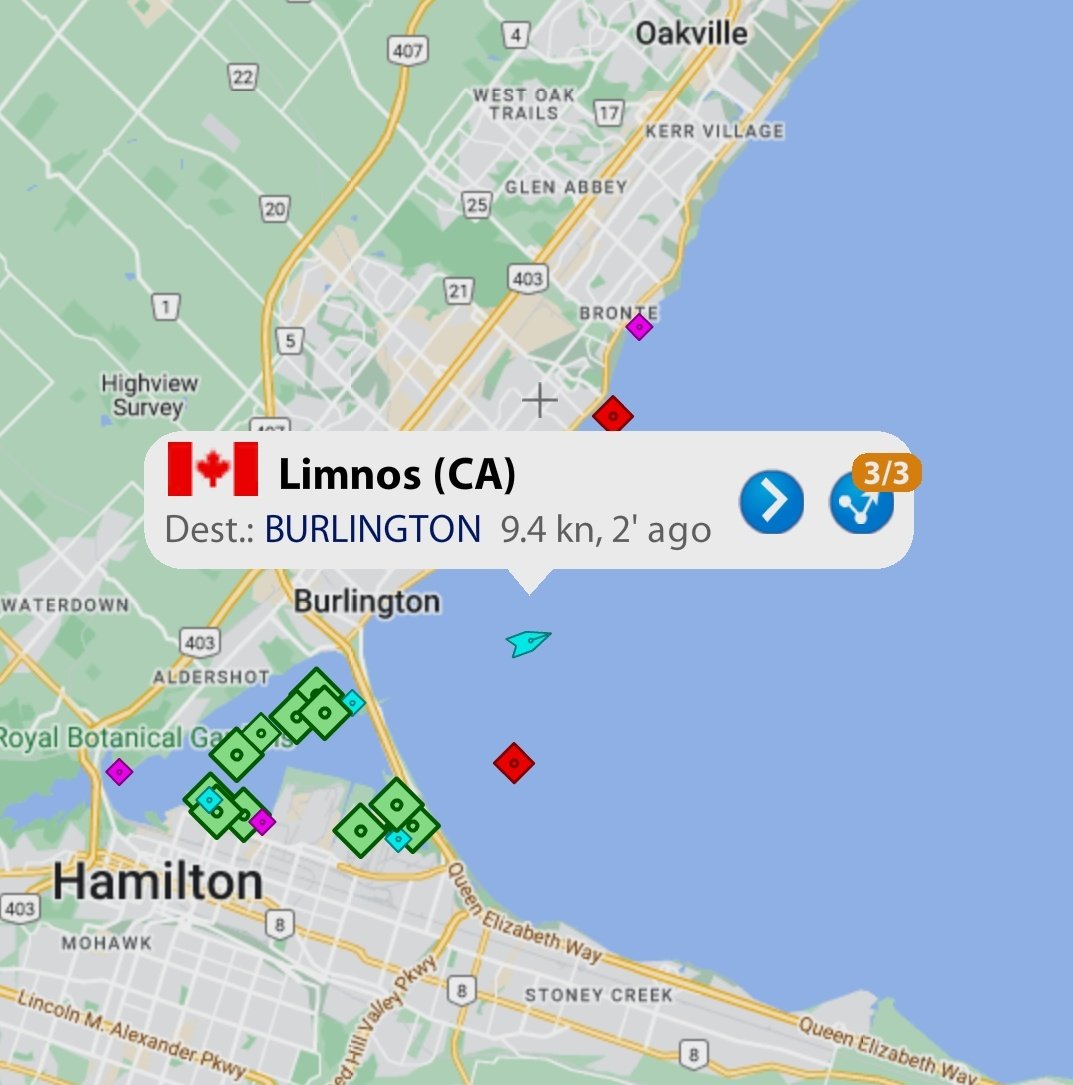 Oakville
407
4
22
WEST OAK
TRAILS
17
KERR VILLAGE
GLEN ABBEY
25
20
403
21
1
BRONTE
5
Highview
Survey
407
Limnos (CA)
3/3
Dest.: BURLINGTON 9.4 kn, 2' ago
WATERDOWN
Burlington
403
ALDERSHOT
Royal Botanical Gardens
Hamilton
403
8
MOHAWK
Queen Elizabeth Way
8
STONEY CREEK
Lincoln M. Alexander Pkwy
ed Hill Valley Pkwy
8
Queen Elizabeth Way